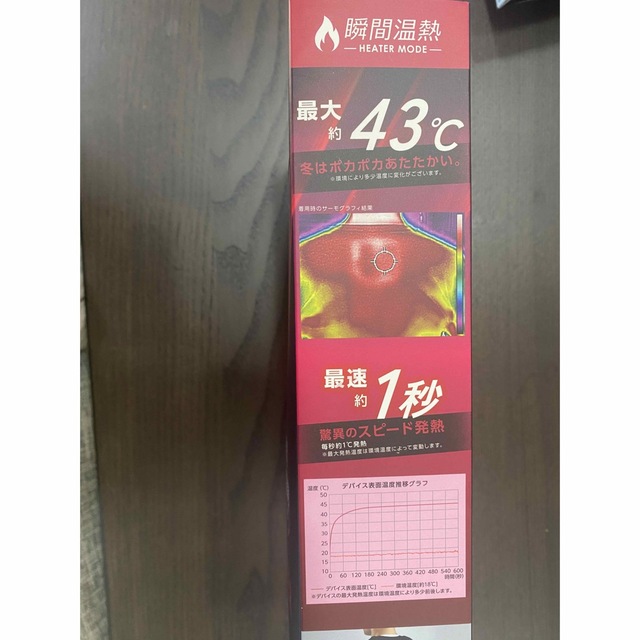 瞬間温熱
HEATER MODE
最大
約
43℃
冬はポカポカあたたかい。
※環境により多少温度に変化がございます。
着用時のサーモグラフィ結果
最速
約
1秒
驚異のスピード発熱
毎秒約1℃発熱
※最大発熱温度は環境温度によって変動します。
デバイス表面温度推移グラフ
温度(℃)
50
45
40
35
30
25
20
15
10
0 60 120 180 240 300 360 420 480 540 600
時間(秒)
デバイス表面温度[℃] 環境温度[約18℃]
※デバイスの最大発熱温度は環境温度により多少前後します。